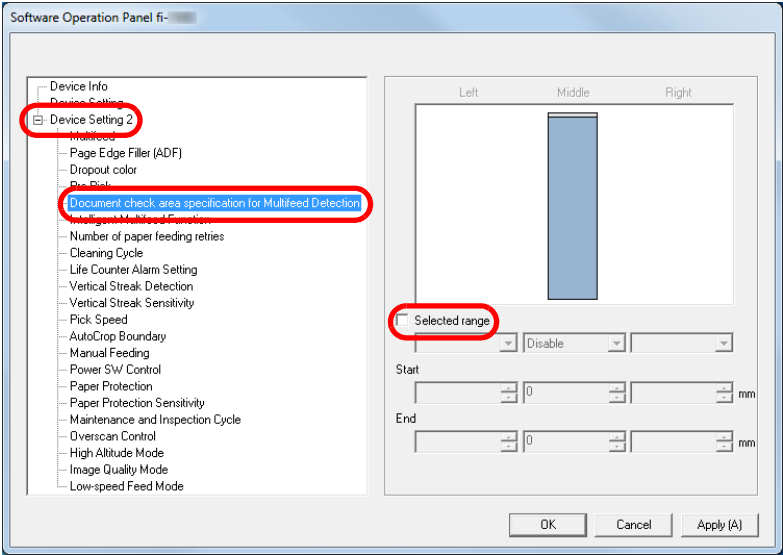 Software Operation Panel fi-
Device Info
Device Setting
Device Setting 2
Multifeed
Page Edge Filler (ADF)
Dropout color
Pre Pick
Document check area specification for Multifeed Detection
Intelligent Multifeed Function
Number of paper feeding retries
Cleaning Cycle
Life Counter Alarm Setting
Vertical Streak Detection
Vertical Streak Sensitivity
Pick Speed
AutoCrop Boundary
Manual Feeding
Power SW Control
Paper Protection
Paper Protection Sensitivity
Maintenance and Inspection Cycle
Overscan Control
High Altitude Mode
Image Quality Mode
Low-speed Feed Mode
Left Middle Right
Selected range
Disable
Start
0 mm
End
0 mm
OK Cancel Apply (A)